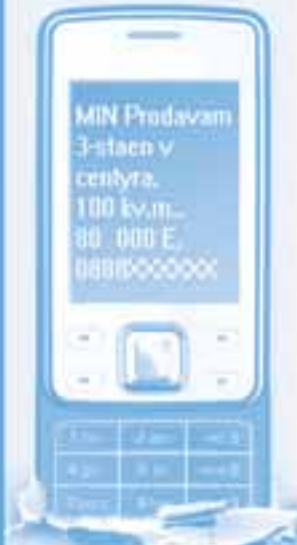 MIN Prodavam
3-staen v
centyra,
100 kv.m.,
80 000 E,
0888XXXXXX